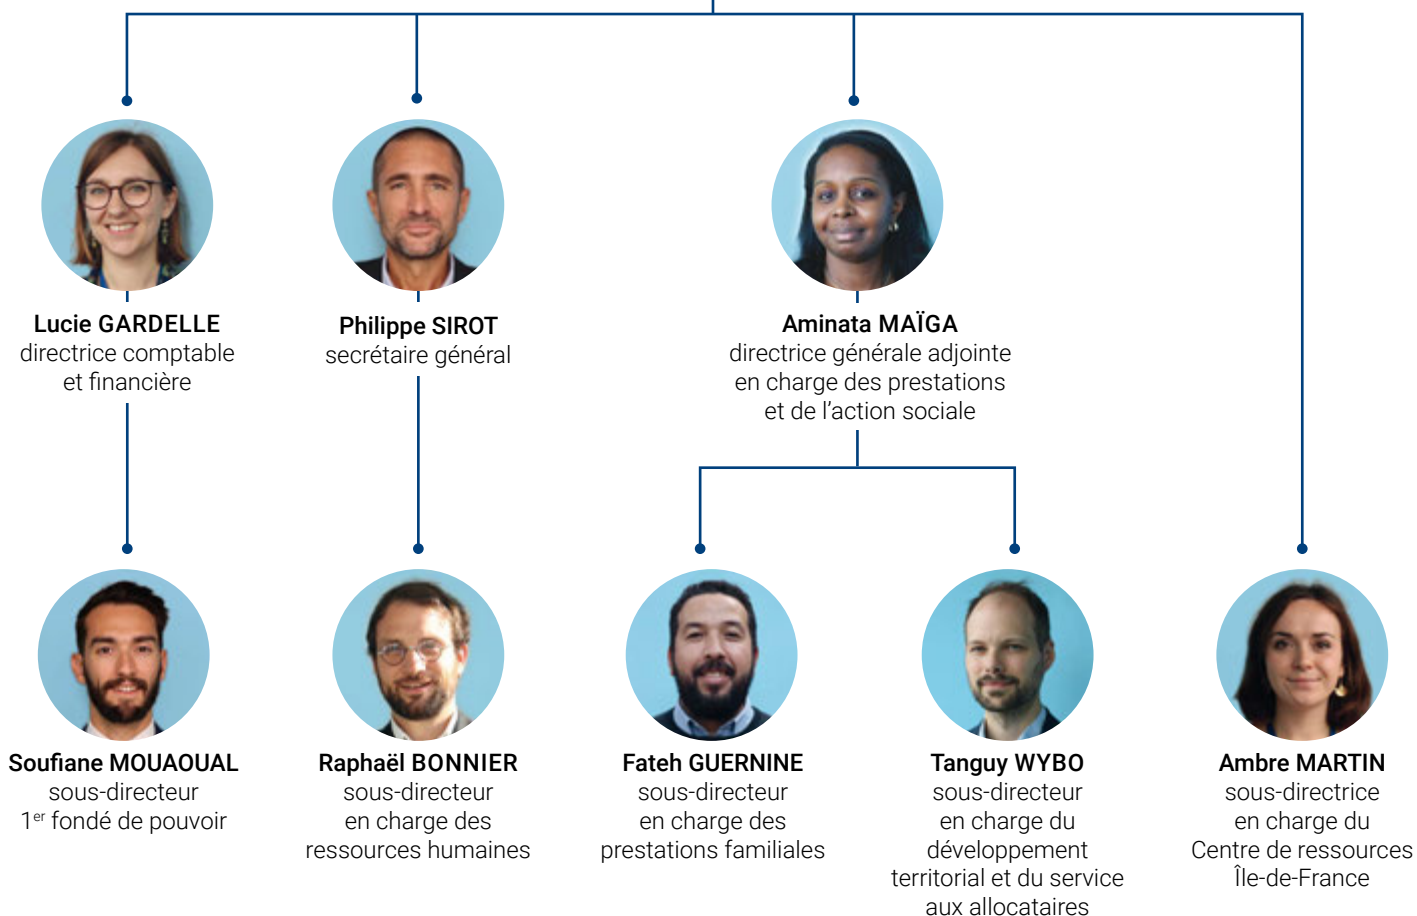 Lucie GARDELLE
directrice comptable
et financière
Philippe SIROT
secrétaire général
Aminata MAÏGA
directrice générale adjointe
en charge des prestations
et de l’action sociale
Soufiane MOUAOUAL
sous-directeur
1er fondé de pouvoir
Raphaël BONNIER
sous-directeur
en charge des
ressources humaines
Fateh GUERNINE
sous-directeur
en charge des
prestations familiales
Tanguy WYBO
sous-directeur
en charge du
développement
territorial et du service
aux allocataires
Ambre MARTIN
sous-directrice
en charge du
Centre de ressources
Île-de-France